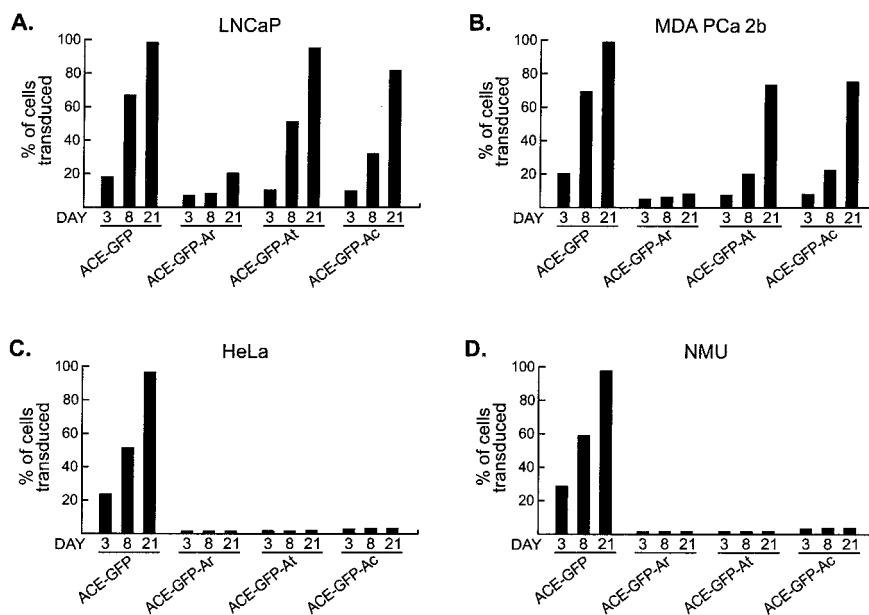 A.
LNCaP
% of cells
transduced
100
80
60
40
20
DAY 3 8 21 3 8 21 3 8 21 3 8 21
ACE-GFP
ACE-GFP-Ar
ACE-GFP-At
ACE-GFP-Ac
B.
MDA PCa 2b
% of cells
transduced
100
80
60
40
20
DAY 3 8 21 3 8 21 3 8 21 3 8 21
ACE-GFP
ACE-GFP-Ar
ACE-GFP-At
ACE-GFP-Ac
C.
HeLa
% of cells
transduced
100
80
60
40
20
DAY 3 8 21 3 8 21 3 8 21 3 8 21
ACE-GFP
ACE-GFP-Ar
ACE-GFP-At
ACE-GFP-Ac
D.
NMU
% of cells
transduced
100
80
60
40
20
DAY 3 8 21 3 8 21 3 8 21 3 8 21
ACE-GFP
ACE-GFP-Ar
ACE-GFP-At
ACE-GFP-Ac